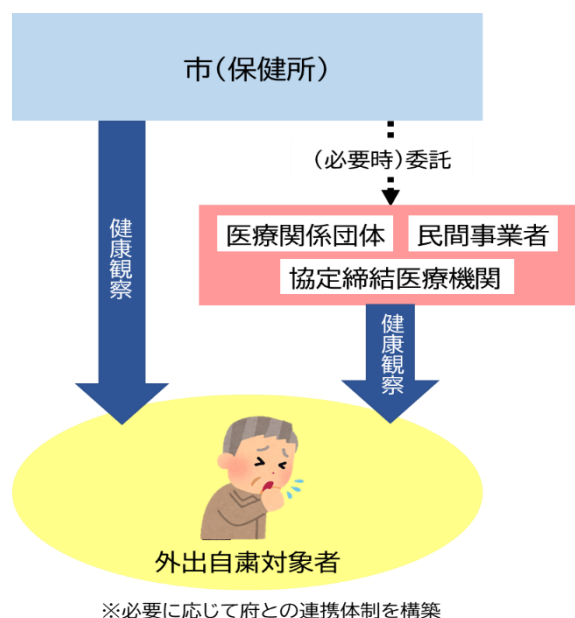 市（保健所）
（必要時）委託
健康観察
医療関係団体
民間事業者
協定締結医療機関
健康観察
外出自粛対象者
※必要に応じて府との連携体制を構築